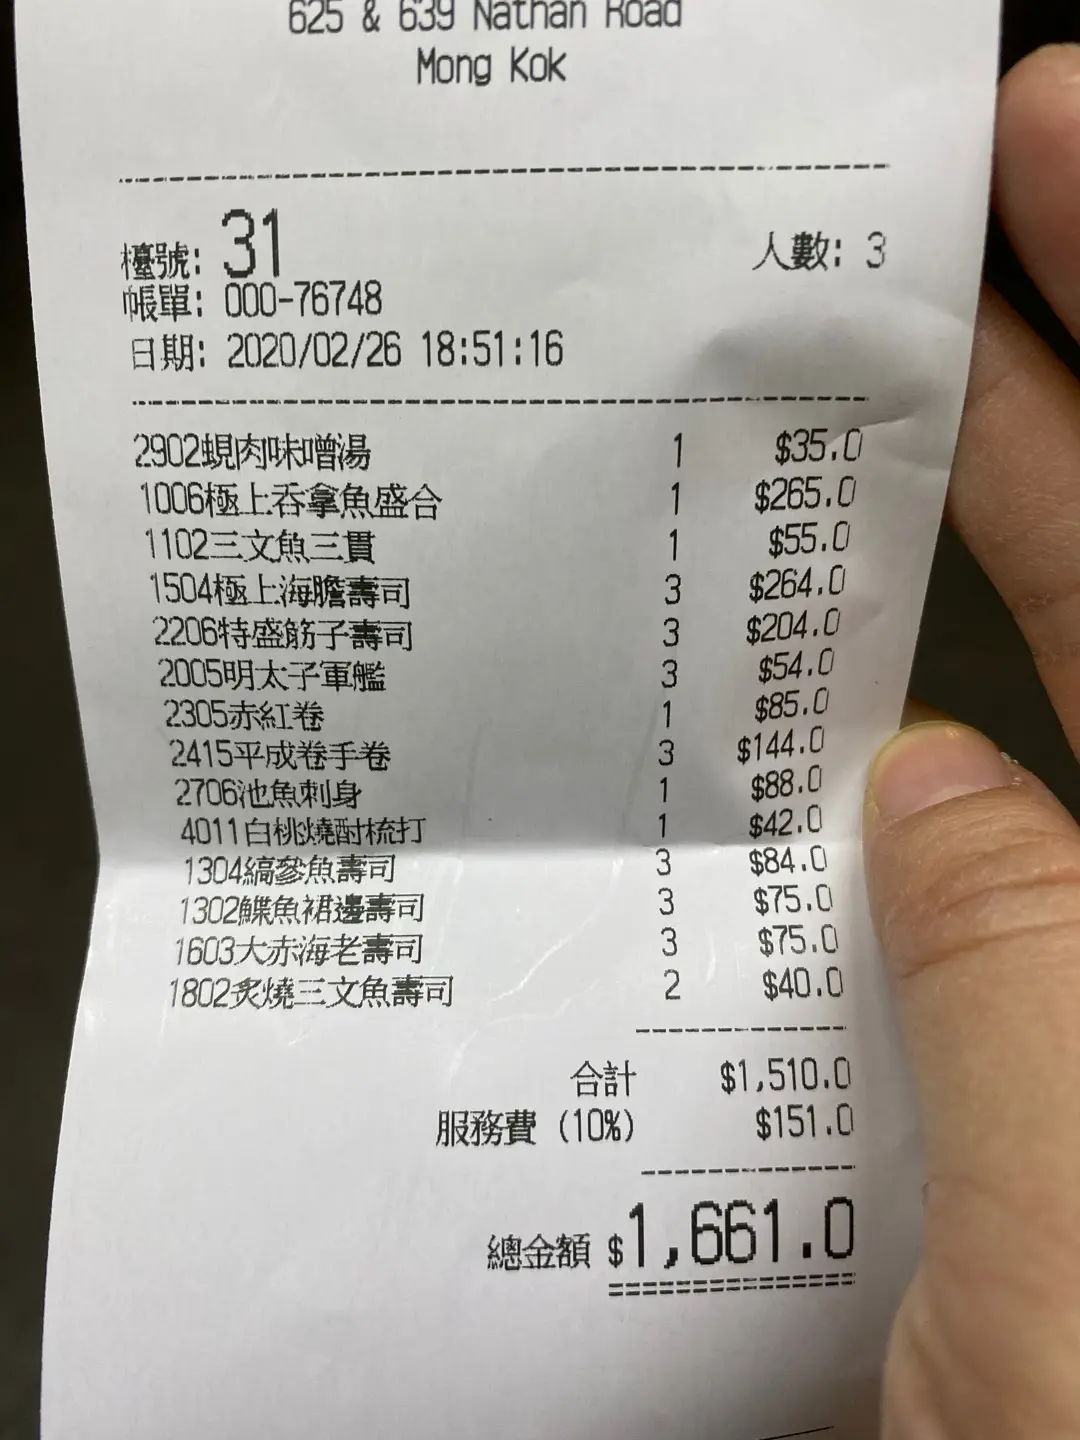 625 & 639 Nathan Road
Mong Kok
檯號: 31 人數: 3
帳單: 000-76748
日期: 2020/02/26 18:51:16
2902蜆肉味噌湯 1 $35.0
1006極上吞拿魚盛合 1 $265.0
1102三文魚三貫 1 $55.0
1504極上海膽壽司 3 $264.0
2206特盛筋子壽司 3 $204.0
2005明太子軍艦 3 $54.0
2305赤紅卷 1 $85.0
2415平成卷手卷 3 $144.0
2706池魚刺身 1 $88.0
4011白桃燒酎梳打 1 $42.0
1304縞參魚壽司 3 $84.0
1302鰈魚裙邊壽司 3 $75.0
1603大赤海老壽司 3 $75.0
1802炙燒三文魚壽司 2 $40.0
合計 $1,510.0
服務費 (10%) $151.0
總金額 $1,661.0